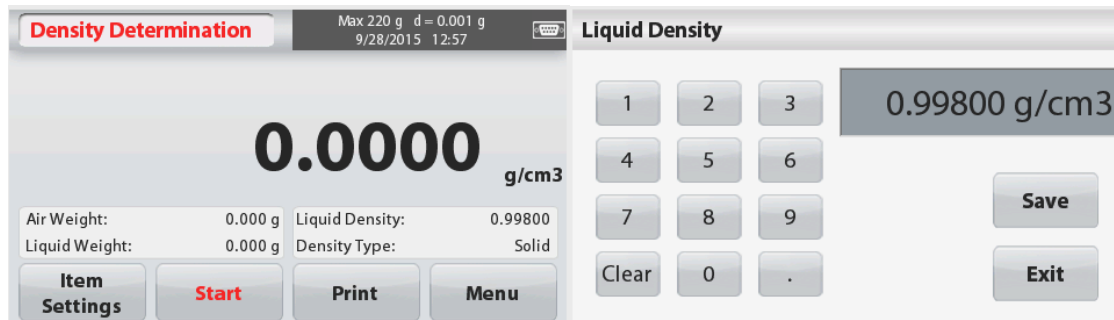 Density Determination
Max 220 g d = 0.001 g
9/28/2015 12:57
0.0000
g/cm3
Air Weight: 0.000 g
Liquid Weight: 0.000 g
Liquid Density: 0.99800
Density Type: Solid
Item
Settings
Start
Print
Menu
Liquid Density
0.99800 g/cm3
1 2 3
4 5 6
7 8 9
Clear 0 .
Save
Exit